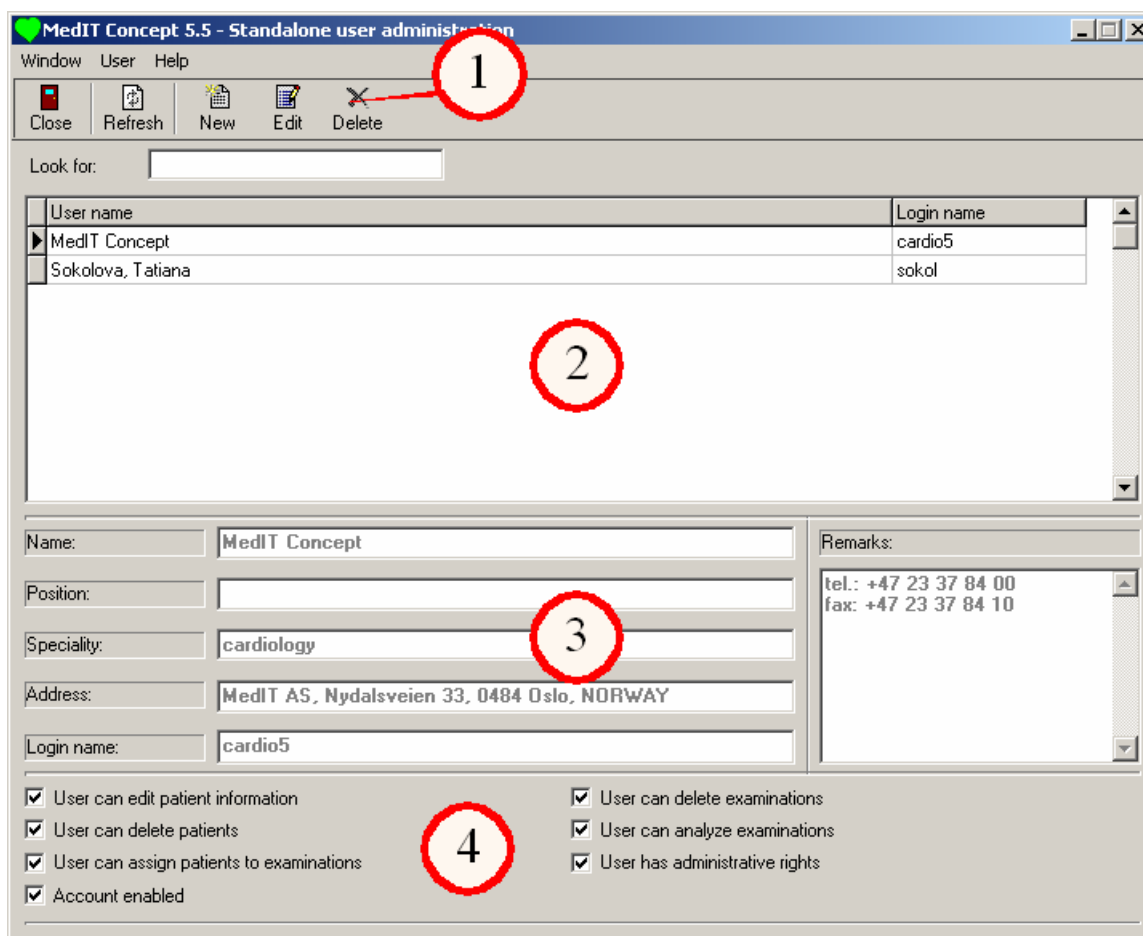 MedIT Concept 5.5 - Standalone user administration
Window User Help
1
Close Refresh New Edit Delete
Look for:
User name Login name
MedIT Concept cardio5
Sokolova, Tatiana sokol
2
Name: MedIT Concept Remarks:
Position: tel.: +47 23 37 84 00
fax: +47 23 37 84 10
3
Speciality: cardiology
Address: MedIT AS, Nydalsveien 33, 0484 Oslo, NORWAY
Login name: cardio5
User can edit patient information User can delete examinations
User can delete patients User can analyze examinations
4
User can assign patients to examinations User has administrative rights
Account enabled